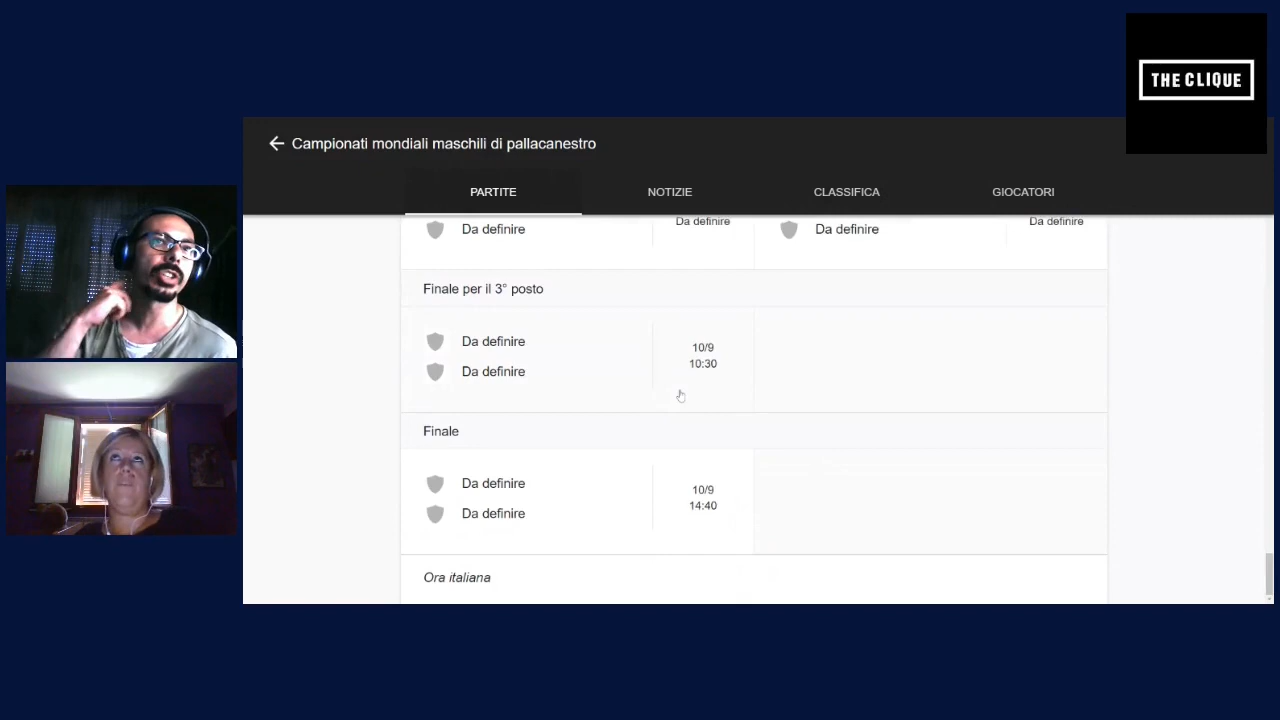 THE CLIQUE
Campionati mondiali maschili di pallacanestro
PARTITE NOTIZIE CLASSIFICA GIOCATORI
Da definire Da definire Da definire Da definire
Finale per il 3° posto
Da definire
Da definire
10/9
10:30
Finale
Da definire
Da definire
10/9
14:40
Ora italiana